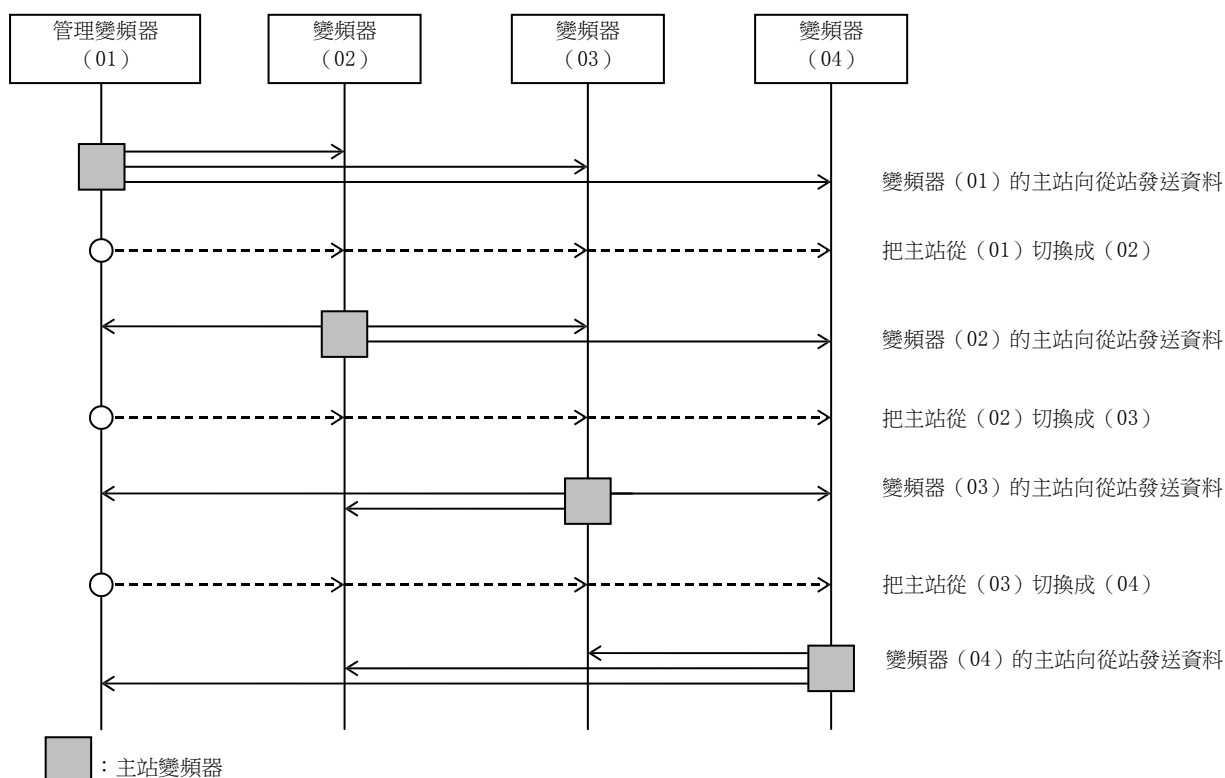 管理變頻器
（01）
變頻器
（02）
變頻器
（03）
變頻器
（04）
變頻器（01）的主站向從站發送資料
把主站從（01）切換成（02）
變頻器（02）的主站向從站發送資料
把主站從（02）切換成（03）
變頻器（03）的主站向從站發送資料
把主站從（03）切換成（04）
變頻器（04）的主站向從站發送資料
：主站變頻器